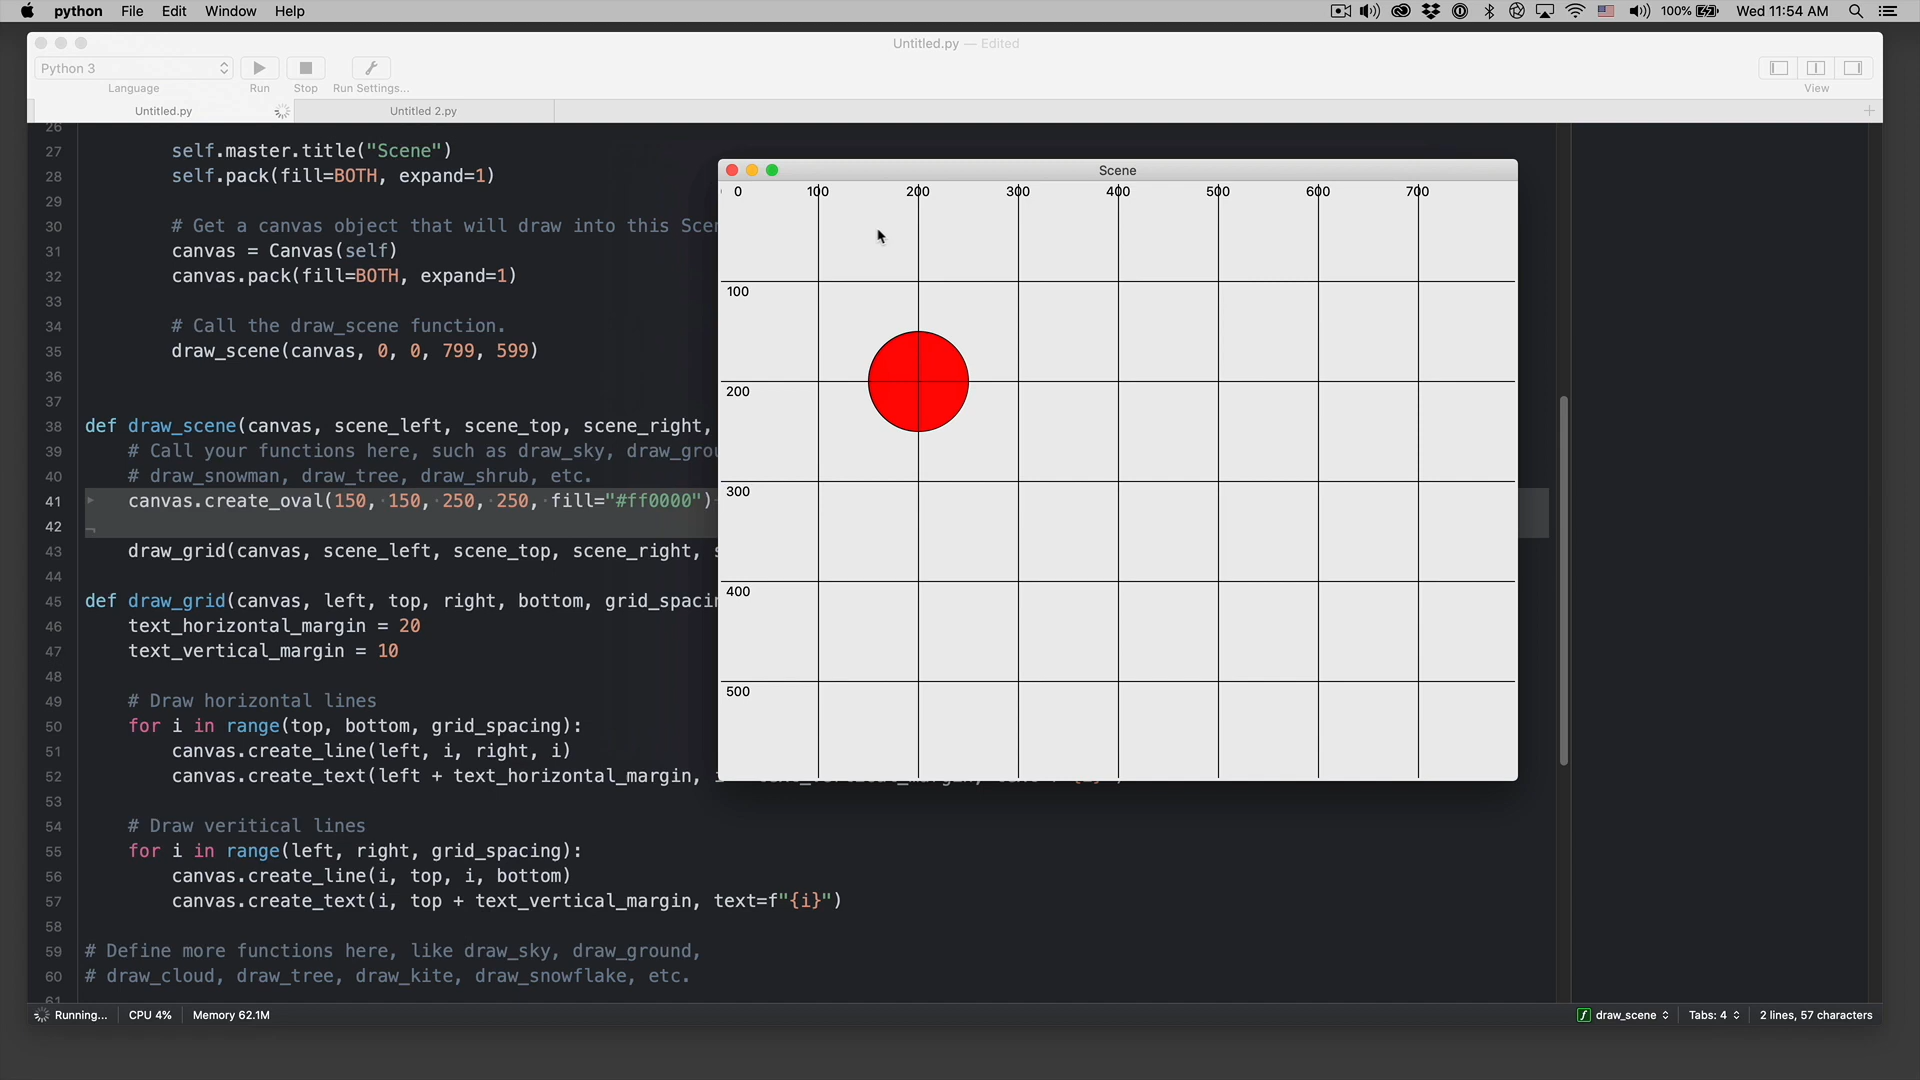 python File Edit Window Help 100% Wed 11:54 AM
Untitled.py — Edited
Python 3
Language Run Stop Run Settings... View
Untitled.py Untitled 2.py
26
27 self.master.title("Scene")
28 self.pack(fill=BOTH, expand=1)
29
30 # Get a canvas object that will draw into this
31 canvas = Canvas(self)
32 canvas.pack(fill=BOTH, expand=1)
33
34 # Call the draw_scene function.
35 draw_scene(canvas, 0, 0, 799, 599)
36
37
38 def draw_scene(canvas, scene_left, scene_top, scene_right,
39 # Call your functions here, such as draw_sky,
40 # draw_snowman, draw_tree, draw_shrub, etc.
41 canvas.create_oval(150, 150, 250, 250, fill="#ff0000")
42
43 draw_grid(canvas, scene_left, scene_top, scene_right,
44
45 def draw_grid(canvas, left, top, right, bottom,
46 text_horizontal_margin = 20
47 text_vertical_margin = 10
48
49 # Draw horizontal lines
50 for i in range(top, bottom, grid_spacing):
51 canvas.create_line(left, i, right, i)
52 canvas.create_text(left + text_horizontal_margin,
53
54 # Draw veritical lines
55 for i in range(left, right, grid_spacing):
56 canvas.create_line(i, top, i, bottom)
57 canvas.create_text(i, top + text_vertical_margin, text=f"{i}")
58
59 # Define more functions here, like draw_sky, draw_ground,
60 # draw_cloud, draw_tree, draw_kite, draw_snowflake, etc.
61
Scene
0 100 200 300 400 500 600 700
100
200
300
400
500
Running... CPU 4% Memory 62.1M draw_scene Tabs: 4 2 lines, 57 characters